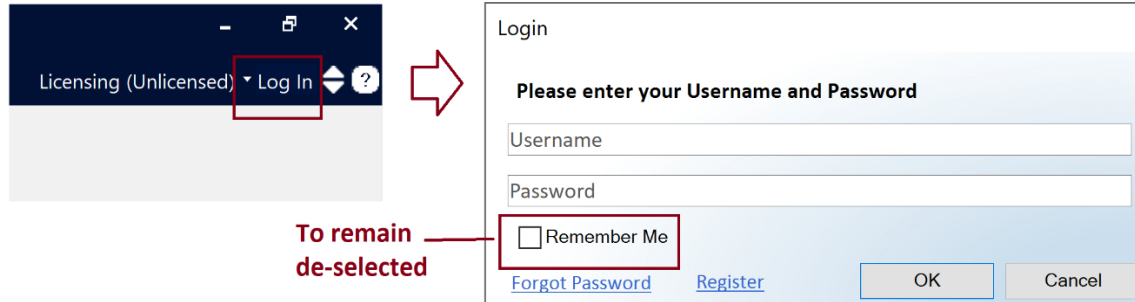 Licensing (Unlicensed) Log In ?
Login
Please enter your Username and Password
Username
Password
To remain
de-selected
Remember Me
Forgot Password Register OK Cancel